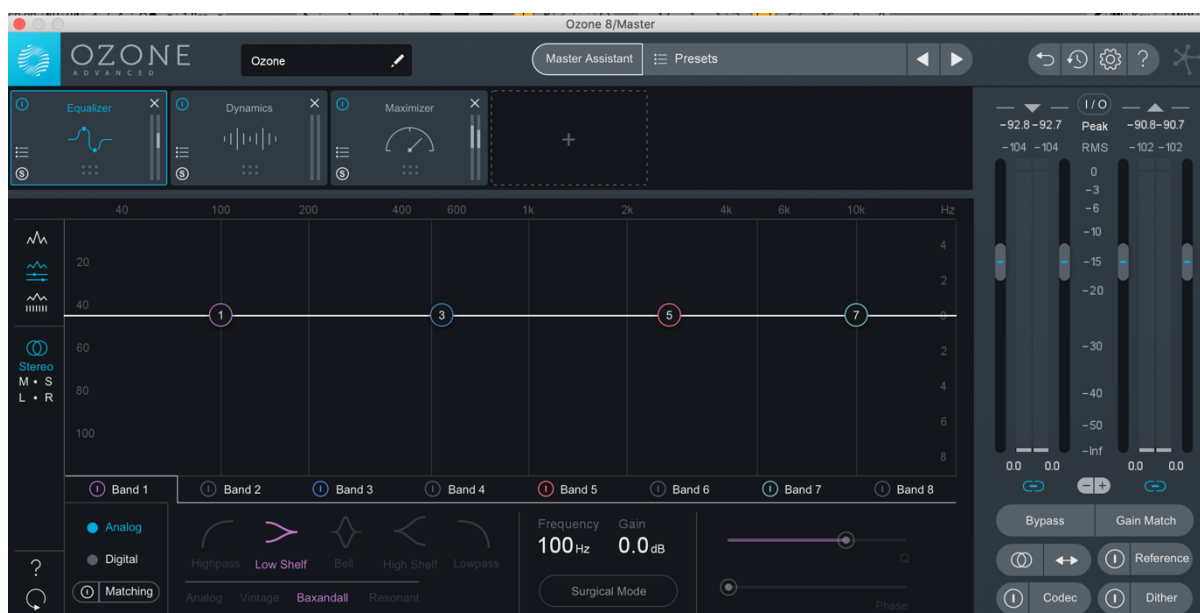 Ozone 8/Master
OZONE
ADVANCED
Ozone
Master Assistant
Presets
?
Equalizer
Dynamics
Maximizer
S
S
S
+
I/O
-92.8 -92.7 Peak -90.8 -90.7
-104 -104 RMS -102 -102
0
-3
-6
-10
-15
-20
-30
-40
-50
-Inf
0.0 0.0 0.0 0.0
40 100 200 400 600 1k 2k 4k 6k 10k Hz
20
40
60
80
100
4
2
0
2
4
6
8
1 3 5 7
Stereo
M • S
L • R
Band 1 Band 2 Band 3 Band 4 Band 5 Band 6 Band 7 Band 8
Analog
Digital
Matching
Highpass Low Shelf Bell High Shelf Lowpass
Analog Vintage Baxandall Resonant
Frequency Gain
100 Hz 0.0 dB
Surgical Mode
Q
Phase
?
Bypass Gain Match
Reference
Codec Dither